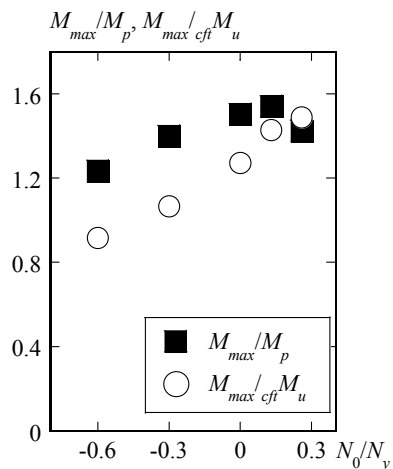 M_max/M_p, M_max/_cft M_u
1.6
1.2
0.8
0.4
0
M_max/M_p
M_max/_cft M_u
-0.6 -0.3 0 0.3 N_0/N_y